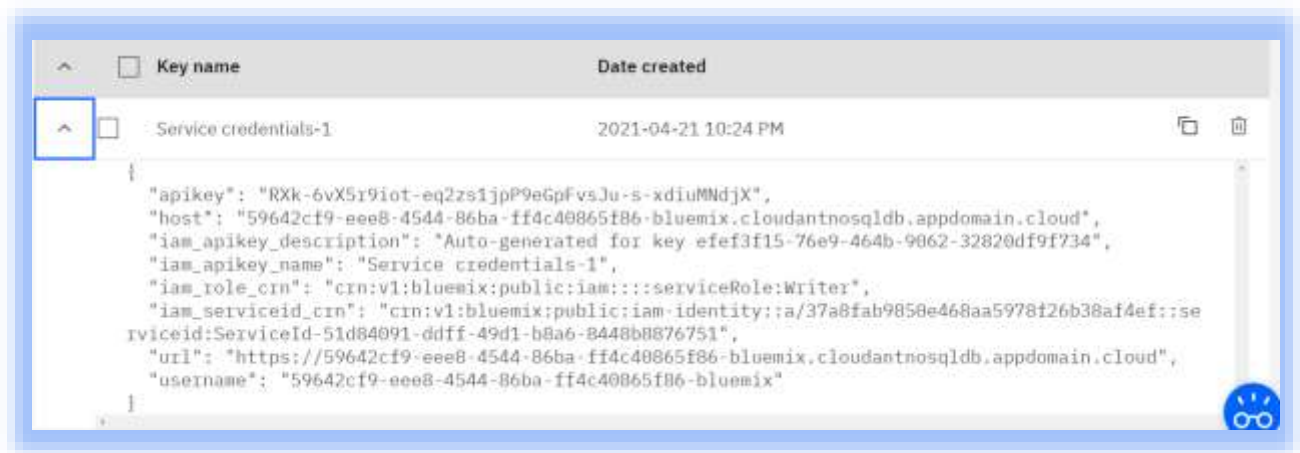 Key name Date created
Service credentials-1 2021-04-21 10:24 PM
{
"apikey": "RXk-6vX5r9iot-eq2zs1jpP9eGpFvsJu-s-xdiuMNdjX",
"host": "59642cf9-eee8-4544-86ba-ff4c40865f86-bluemix.cloudantnosqldb.appdomain.cloud",
"iam_apikey_description": "Auto-generated for key efef3f15-76e9-464b-9062-32820df9f734",
"iam_apikey_name": "Service credentials-1",
"iam_role_crn": "crn:v1:bluemix:public:iam::::serviceRole:Writer",
"iam_serviceid_crn": "crn:v1:bluemix:public:iam-identity::a/37a8fab9850e468aa5978f26b38af4ef::se
rviceid:ServiceId-51d84091-ddff-49d1-b8a6-8448b8876751",
"url": "https://59642cf9-eee8-4544-86ba-ff4c40865f86-bluemix.cloudantnosqldb.appdomain.cloud",
"username": "59642cf9-eee8-4544-86ba-ff4c40865f86-bluemix"
}